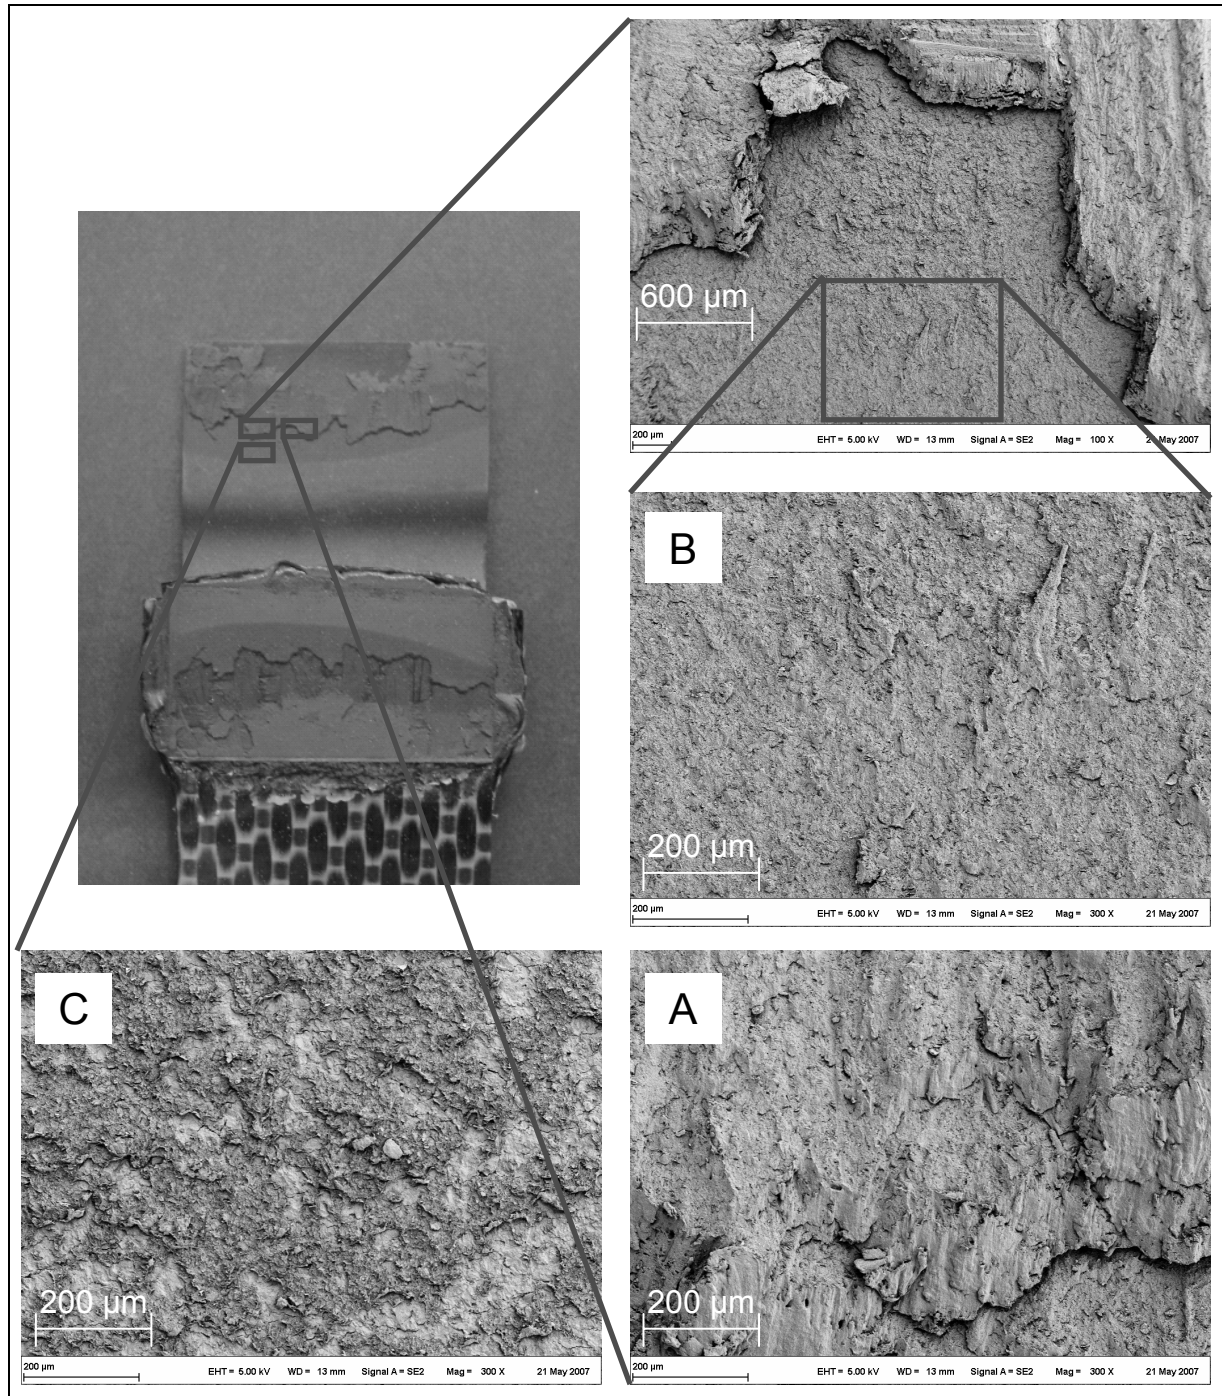 600 µm
200 µm EHT = 5.00 kV WD = 13 mm Signal A = SE2 Mag = 100 X 21 May 2007
B
200 µm
200 µm EHT = 5.00 kV WD = 13 mm Signal A = SE2 Mag = 300 X 21 May 2007
C
200 µm
200 µm EHT = 5.00 kV WD = 13 mm Signal A = SE2 Mag = 300 X 21 May 2007
A
200 µm
200 µm EHT = 5.00 kV WD = 13 mm Signal A = SE2 Mag = 300 X 21 May 2007